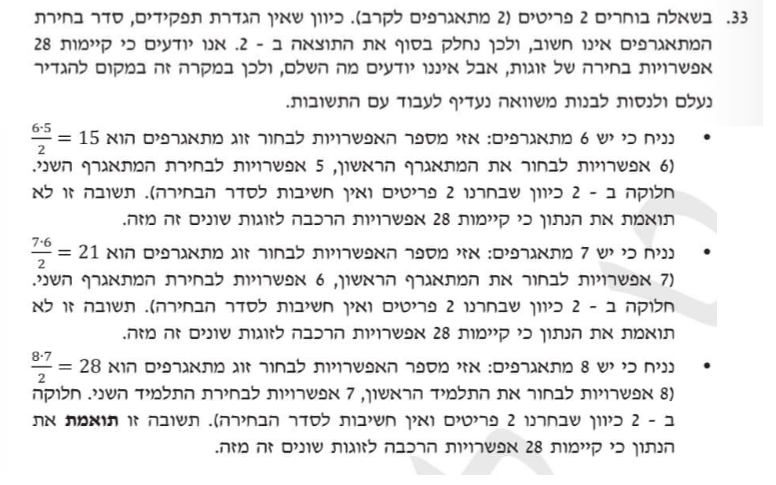 33. בשאלה בוחרים 2 פריטים (2 מתאגרפים לקרב). כיוון שאין הגדרת תפקידים, סדר בחירת
המתאגרפים אינו חשוב, ולכן נחלק בסוף את התוצאה ב - 2. אנו יודעים כי קיימות 28
אפשרויות בחירה של זוגות, אבל איננו יודעים מה השלם, ולכן במקרה זה במקום להגדיר
נעלם ולנסות לבנות משוואה נעדיף לעבוד עם התשובות.
• נניח כי יש 6 מתאגרפים: אזי מספר האפשרויות לבחור זוג מתאגרפים הוא 15 = 6·5/2
(6 אפשרויות לבחור את המתאגרף הראשון, 5 אפשרויות לבחירת המתאגרף השני.
חלוקה ב - 2 כיוון שבחרנו 2 פריטים ואין חשיבות לסדר הבחירה). תשובה זו לא
תואמת את הנתון כי קיימות 28 אפשרויות הרכבה לזוגות שונים זה מזה.
• נניח כי יש 7 מתאגרפים: אזי מספר האפשרויות לבחור זוג מתאגרפים הוא 21 = 7·6/2
(7 אפשרויות לבחור את המתאגרף הראשון, 6 אפשרויות לבחירת המתאגרף השני.
חלוקה ב - 2 כיוון שבחרנו 2 פריטים ואין חשיבות לסדר הבחירה). תשובה זו לא
תואמת את הנתון כי קיימות 28 אפשרויות הרכבה לזוגות שונים זה מזה.
• נניח כי יש 8 מתאגרפים: אזי מספר האפשרויות לבחור זוג מתאגרפים הוא 28 = 8·7/2
(8 אפשרויות לבחור את התלמיד הראשון, 7 אפשרויות לבחירת התלמיד השני. חלוקה
ב - 2 כיוון שבחרנו 2 פריטים ואין חשיבות לסדר הבחירה). תשובה זו תואמת את
הנתון כי קיימות 28 אפשרויות הרכבה לזוגות שונים זה מזה.